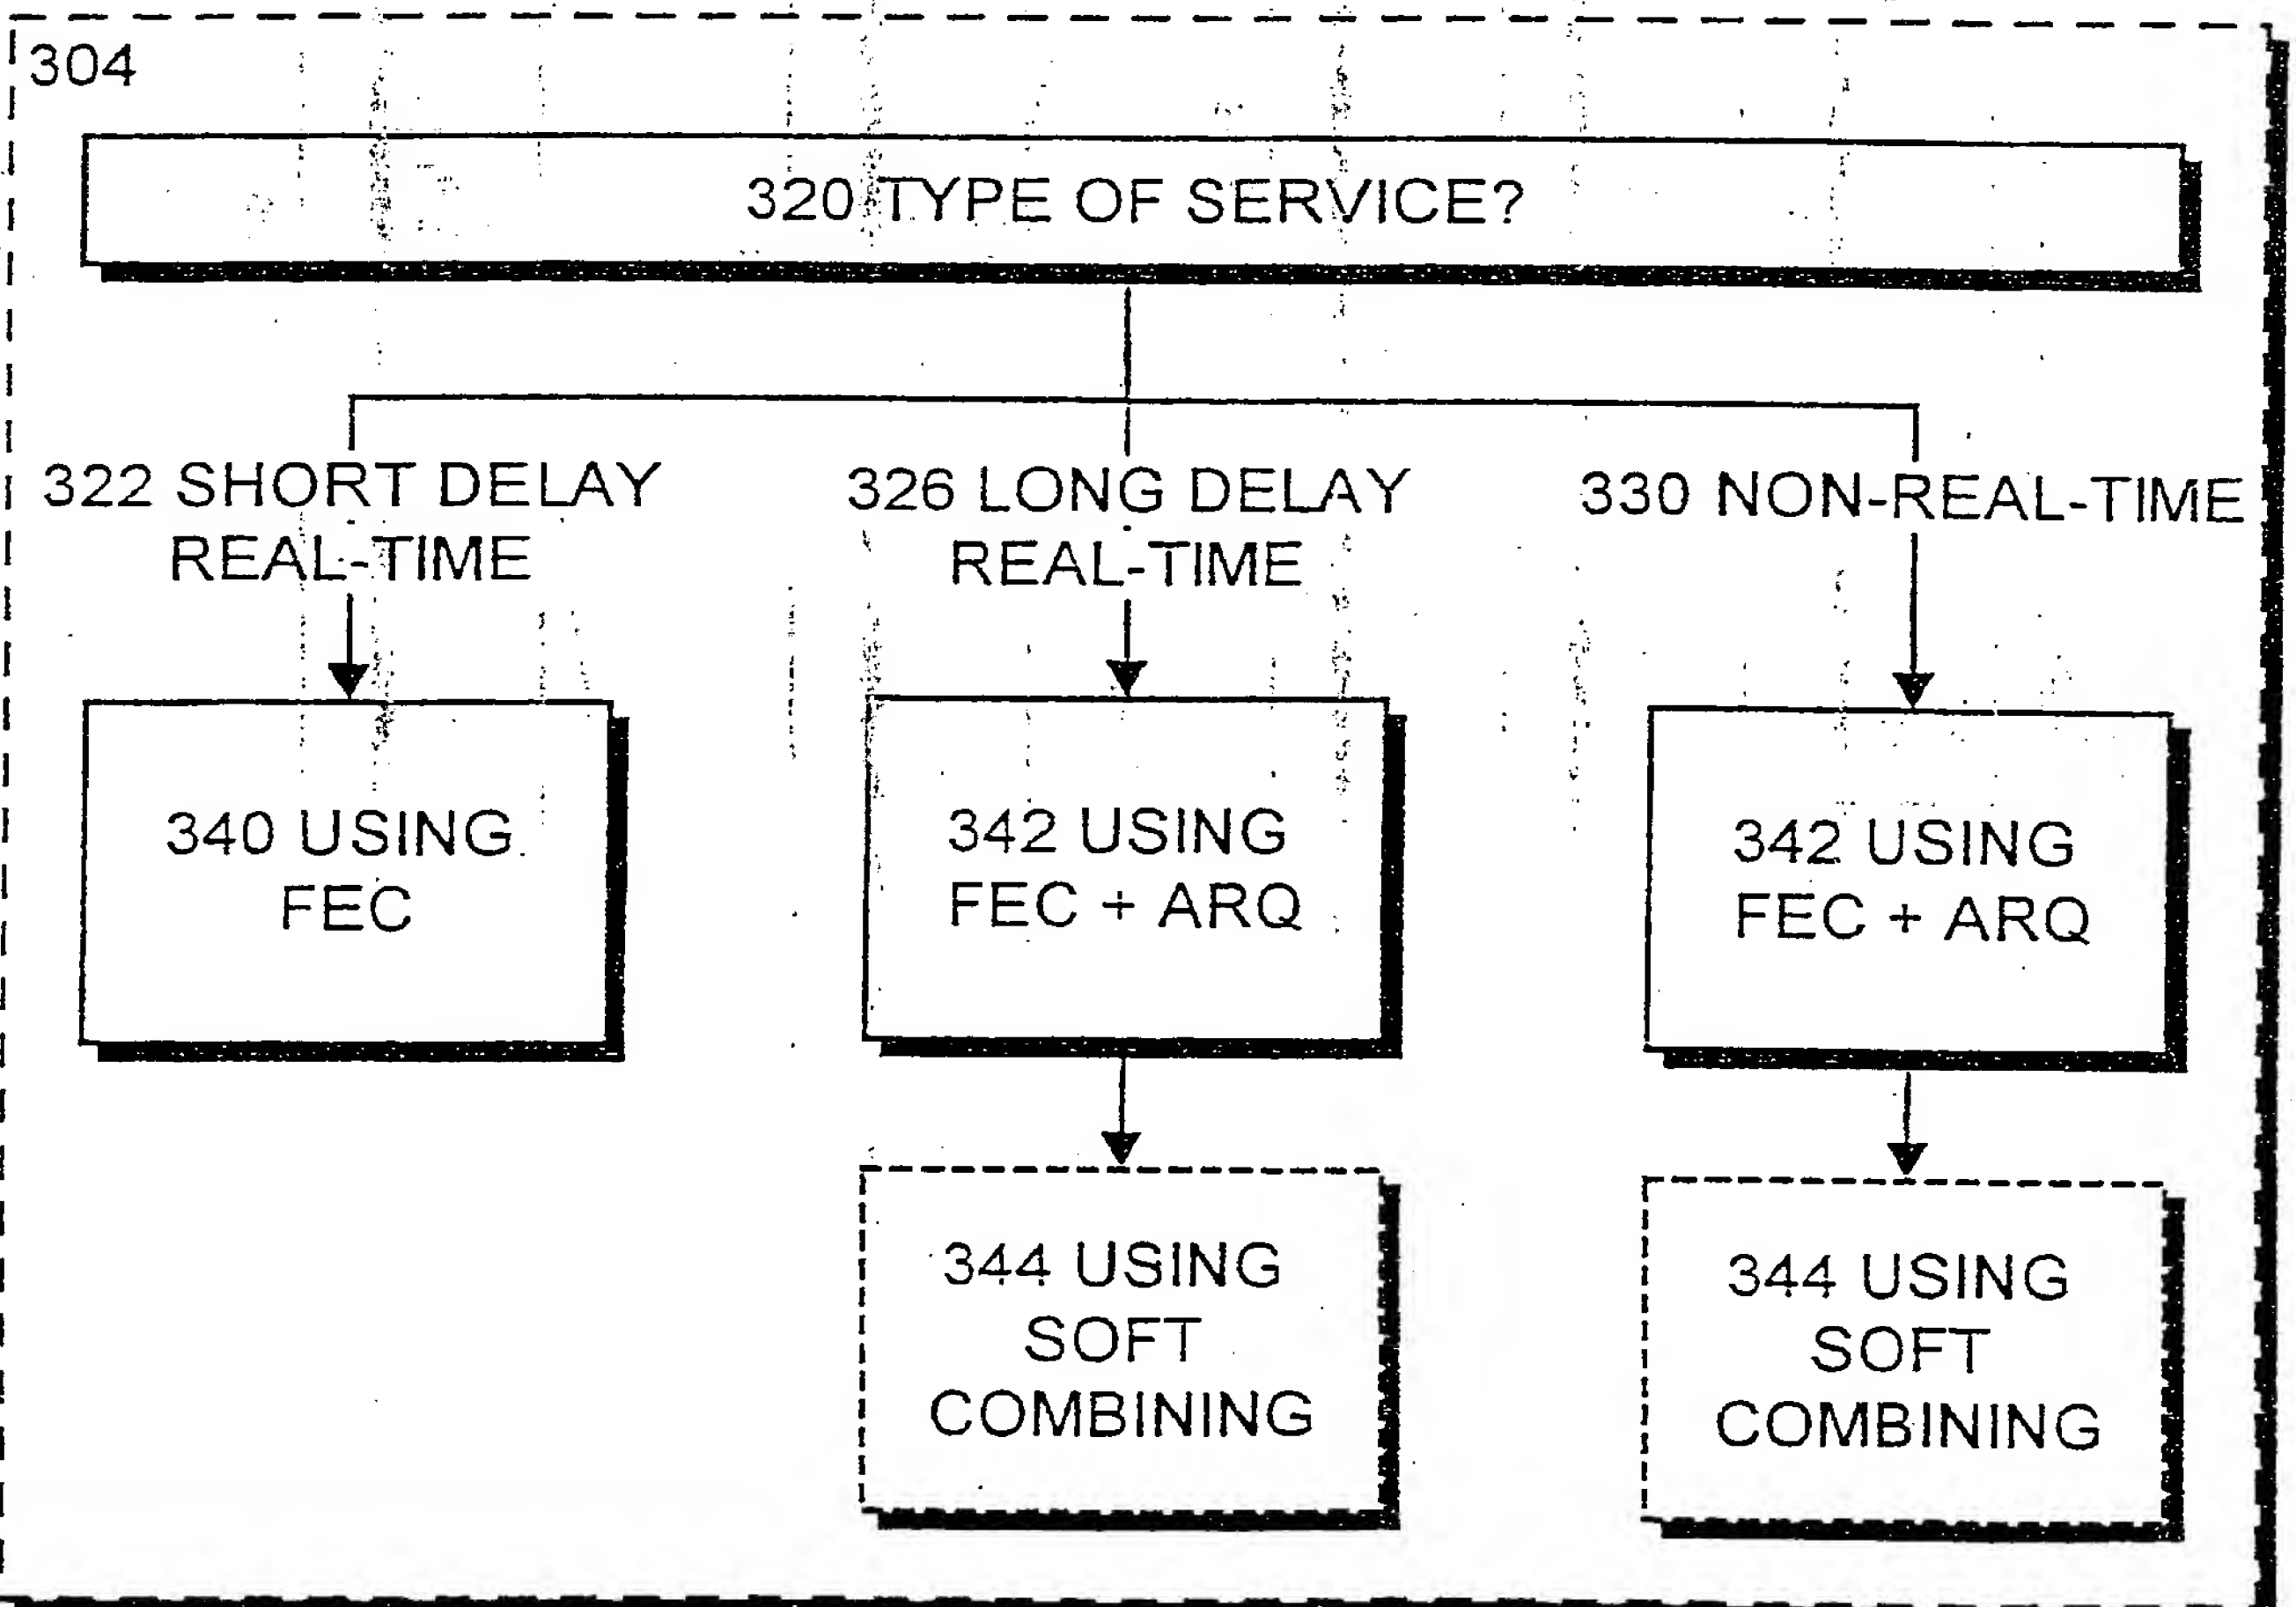 304
320 TYPE OF SERVICE?
322 SHORT DELAY
REAL-TIME
326 LONG DELAY
REAL-TIME
330 NON-REAL-TIME
340 USING
FEC
342 USING
FEC + ARQ
342 USING
FEC + ARQ
344 USING
SOFT
COMBINING
344 USING
SOFT
COMBINING